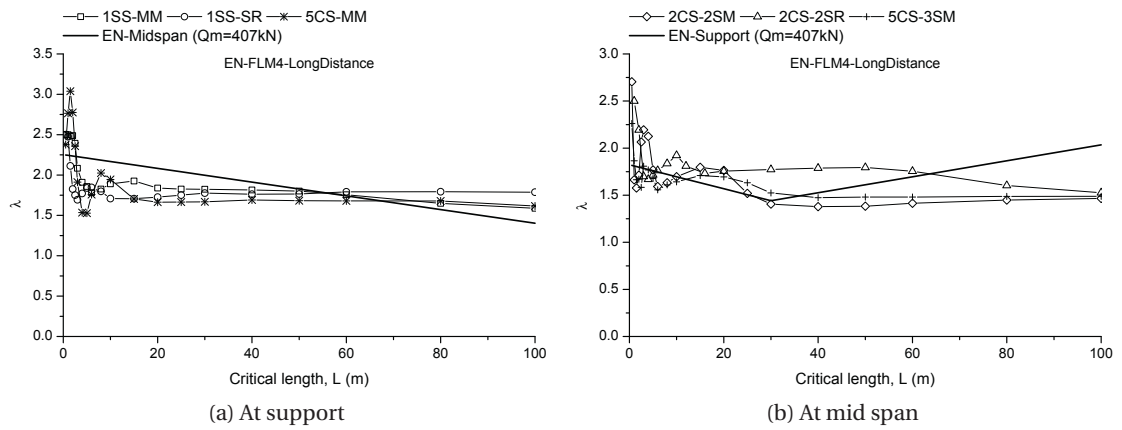 1SS-MM 1SS-SR 5CS-MM
EN-Midspan (Qm=407kN)
EN-FLM4-LongDistance
3.5
3.0
2.5
2.0
1.5
1.0
0.5
0.0
λ
0 20 40 60 80 100
Critical length, L (m)
(a) At support
2CS-2SM 2CS-2SR 5CS-3SM
EN-Support (Qm=407kN)
EN-FLM4-LongDistance
3.0
2.5
2.0
1.5
1.0
0.5
0.0
λ
0 20 40 60 80 100
Critical length, L (m)
(b) At mid span